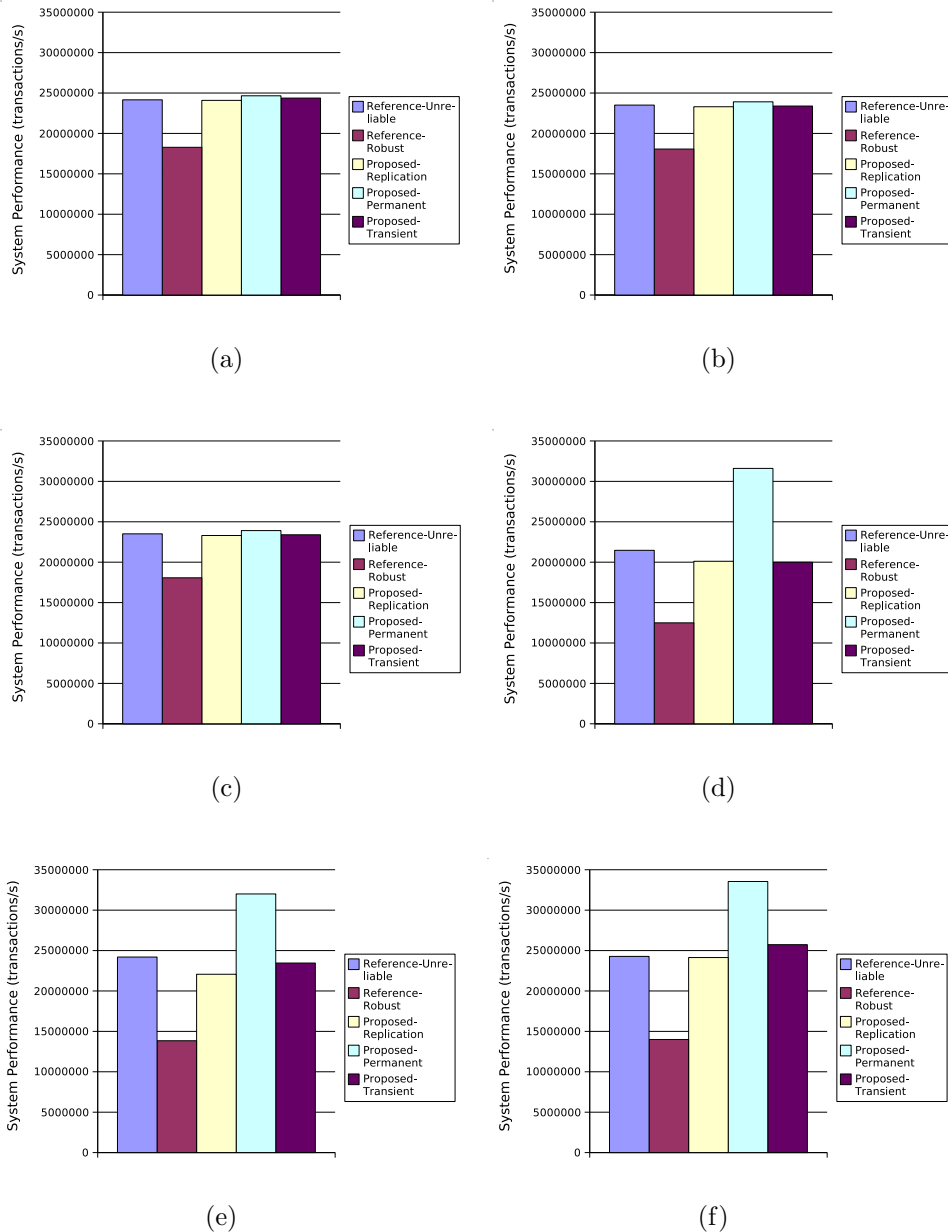 System Performance (transactions/s)
35000000
30000000
25000000
20000000
15000000
10000000
5000000
0
Reference-Unre-
liable
Reference-
Robust
Proposed-
Replication
Proposed-
Permanent
Proposed-
Transient
(a)
System Performance (transactions/s)
35000000
30000000
25000000
20000000
15000000
10000000
5000000
0
Reference-Unre-
liable
Reference-
Robust
Proposed-
Replication
Proposed-
Permanent
Proposed-
Transient
(b)
System Performance (transactions/s)
35000000
30000000
25000000
20000000
15000000
10000000
5000000
0
Reference-Unre-
liable
Reference-
Robust
Proposed-
Replication
Proposed-
Permanent
Proposed-
Transient
(c)
System Performance (transactions/s)
35000000
30000000
25000000
20000000
15000000
10000000
5000000
0
Reference-Unre-
liable
Reference-
Robust
Proposed-
Replication
Proposed-
Permanent
Proposed-
Transient
(d)
System Performance (transactions/s)
35000000
30000000
25000000
20000000
15000000
10000000
5000000
0
Reference-Unre-
liable
Reference-
Robust
Proposed-
Replication
Proposed-
Permanent
Proposed-
Transient
(e)
System Performance (transactions/s)
35000000
30000000
25000000
20000000
15000000
10000000
5000000
0
Reference-Unre-
liable
Reference-
Robust
Proposed-
Replication
Proposed-
Permanent
Proposed-
Transient
(f)